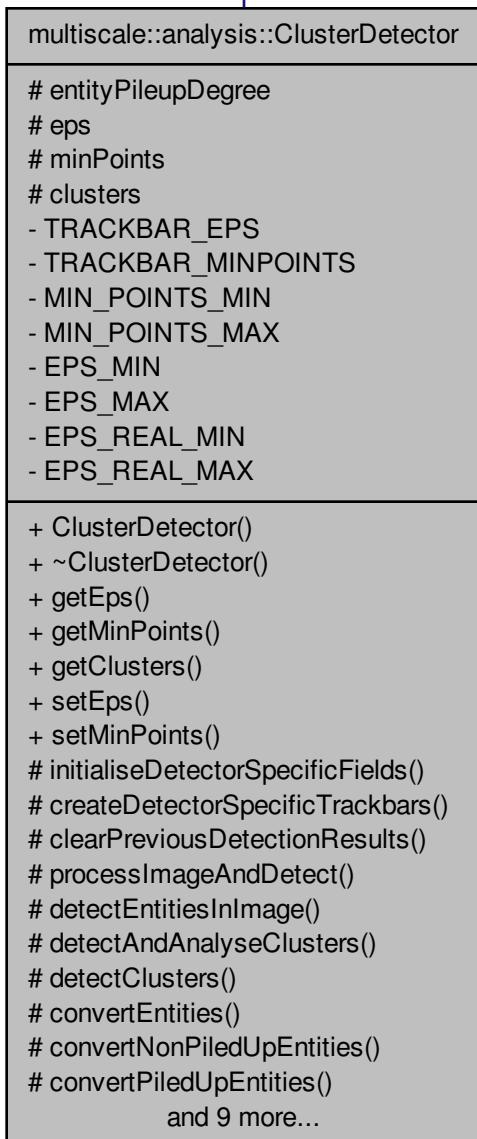 multiscale::analysis::ClusterDetector
# entityPileupDegree
# eps
# minPoints
# clusters
- TRACKBAR_EPS
- TRACKBAR_MINPOINTS
- MIN_POINTS_MIN
- MIN_POINTS_MAX
- EPS_MIN
- EPS_MAX
- EPS_REAL_MIN
- EPS_REAL_MAX
+ ClusterDetector()
+ ~ClusterDetector()
+ getEps()
+ getMinPoints()
+ getClusters()
+ setEps()
+ setMinPoints()
# initialiseDetectorSpecificFields()
# createDetectorSpecificTrackbars()
# clearPreviousDetectionResults()
# processImageAndDetect()
# detectEntitiesInImage()
# detectAndAnalyseClusters()
# detectClusters()
# convertEntities()
# convertNonPiledUpEntities()
# convertPiledUpEntities()
and 9 more...